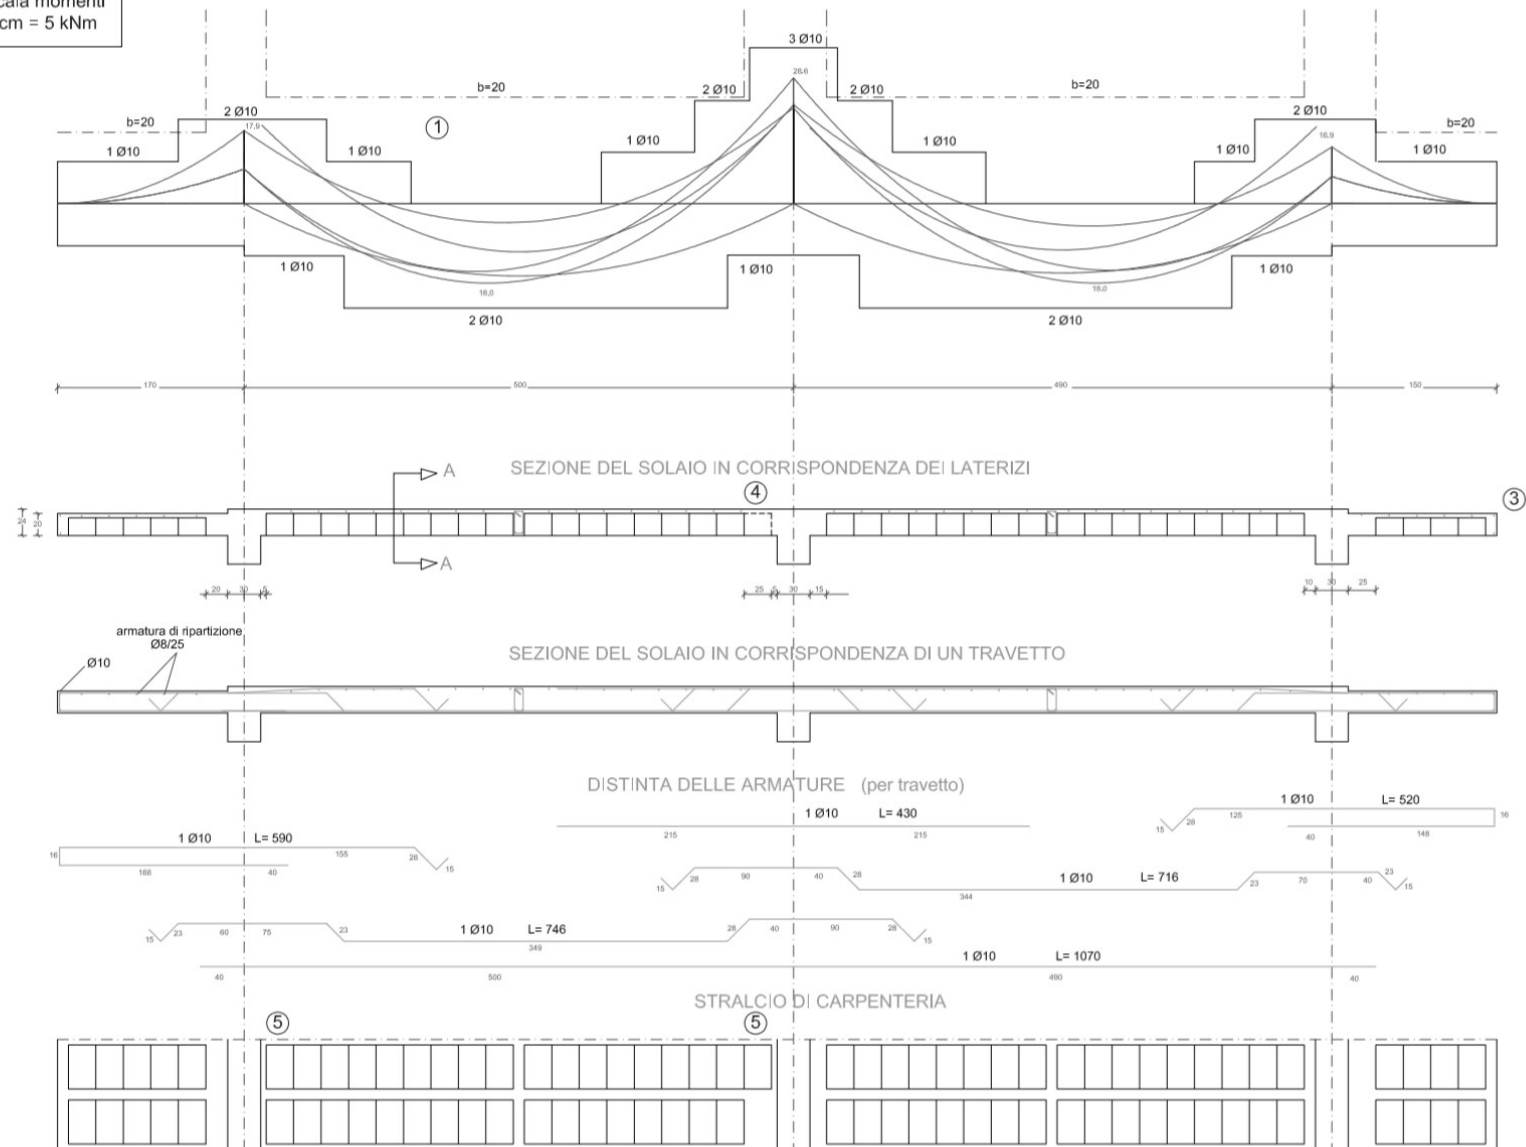 cm = 5 kNm
3 Ø10
28,6
b=20
2 Ø10
2 Ø10
b=20
2 Ø10
2 Ø10
b=20
17,9
1
16,9
b=20
1 Ø10
1 Ø10
1 Ø10
1 Ø10
1 Ø10
1 Ø10
1 Ø10
1 Ø10
1 Ø10
18,0
18,0
2 Ø10
2 Ø10
170
500
490
150
SEZIONE DEL SOLAIO IN CORRISPONDENZA DEI LATERIZI
A
4
3
24
20
A
20
30
5
25
5
30
15
10
30
25
armatura di ripartizione
Ø8/25
Ø10
SEZIONE DEL SOLAIO IN CORRISPONDENZA DI UN TRAVETTO
DISTINTA DELLE ARMATURE (per travetto)
1 Ø10 L= 520
16
28
125
15
40
148
1 Ø10 L= 430
215
215
1 Ø10 L= 590
16
155
28
15
168
40
1 Ø10 L= 716
15
28
90
40
28
344
23
70
40
23
15
1 Ø10 L= 746
15
23
60
75
23
349
28
40
90
28
15
1 Ø10 L= 1070
40
500
490
40
STRALCIO DI CARPENTERIA
5
5